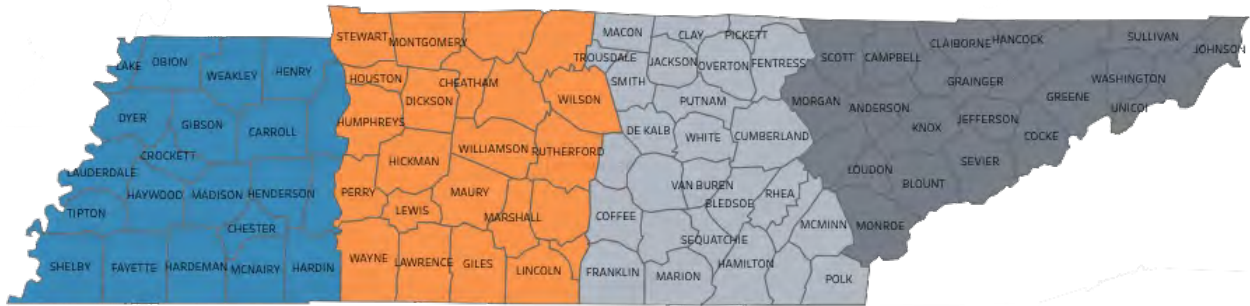 STEWART
MONTGOMERY
MACON
CLAY
PICKETT
TROUSDALE
SULLIVAN
JOHNSON
CLAIBORNE
HANCOCK
LAKE
OBION
WEAKLEY
HENRY
HOUSTON
CHEATHAM
DICKSON
WILSON
SMITH
JACKSON
OVERTON
FENTRESS
SCOTT
CAMPBELL
GRAINGER
WASHINGTON
GREENE
UNICOI
DYER
GIBSON
CARROLL
HUMPHREYS
PUTNAM
MORGAN
ANDERSON
KNOX
JEFFERSON
COCKE
CROCKETT
LAUDERDALE
HICKMAN
WILLIAMSON
RUTHERFORD
DE KALB
WHITE
CUMBERLAND
SEVIER
LOUDON
BLOUNT
TIPTON
HAYWOOD
MADISON
HENDERSON
PERRY
MAURY
VAN BUREN
BLEDSOE
RHEA
CHESTER
LEWIS
MARSHALL
COFFEE
SEQUATCHIE
MCMINN
MONROE
SHELBY
FAYETTE
HARDEMAN
MCNAIRY
HARDIN
WAYNE
LAWRENCE
GILES
LINCOLN
FRANKLIN
MARION
HAMILTON
POLK